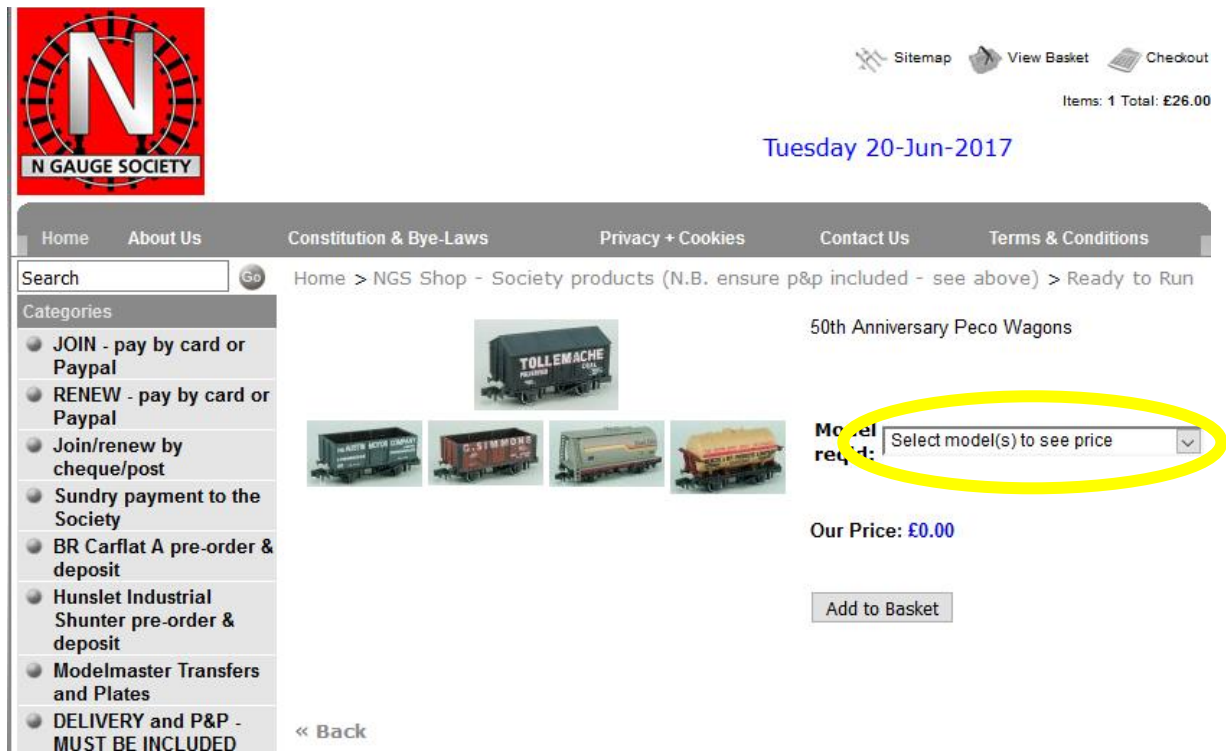 N
N GAUGE SOCIETY
Sitemap View Basket Checkout
Items: 1 Total: £26.00
Tuesday 20-Jun-2017
Home About Us Constitution & Bye-Laws Privacy + Cookies Contact Us Terms & Conditions
Search Go
Home > NGS Shop - Society products (N.B. ensure p&p included - see above) > Ready to Run
Categories
JOIN - pay by card or
Paypal
RENEW - pay by card or
Paypal
Join/renew by
cheque/post
Sundry payment to the
Society
BR Carflat A pre-order &
deposit
Hunslet Industrial
Shunter pre-order &
deposit
Modelmaster Transfers
and Plates
DELIVERY and P&P -
MUST BE INCLUDED
TOLLEMACHE
AUSTIN MOTOR COMPANY
SIMMONS
50th Anniversary Peco Wagons
Model
req'd:
Select model(s) to see price
Our Price: £0.00
Add to Basket
« Back